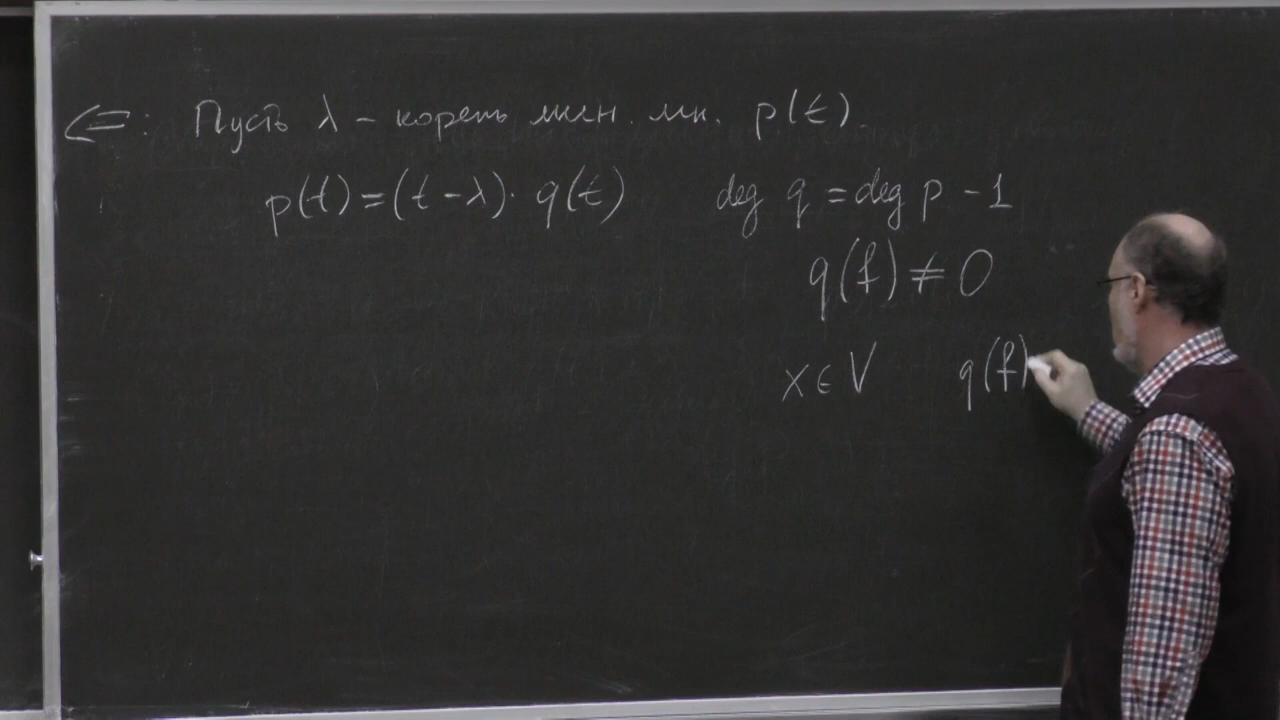 ⇐: Пусть λ - корень мин. мн. p(t).
p(t) = (t - λ) · q(t) deg q = deg p - 1
q(f) ≠ 0
x ∈ V q(f)